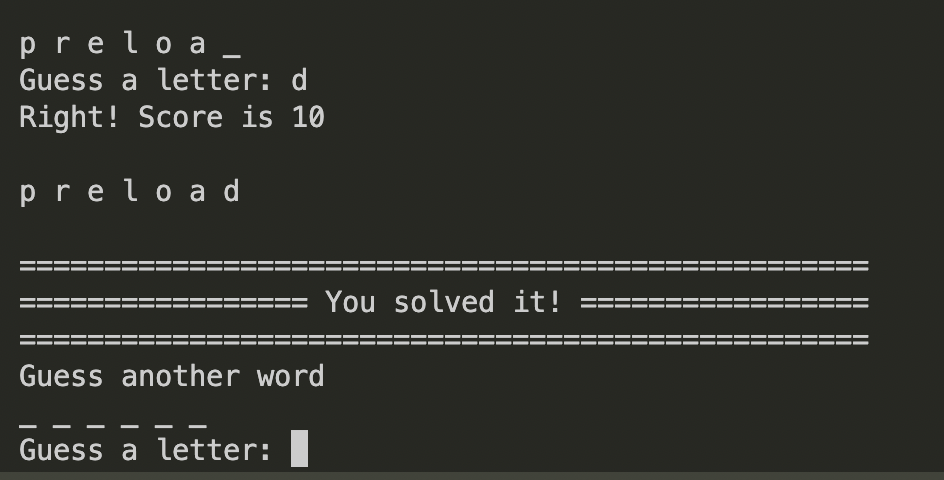 p r e l o a _
Guess a letter: d
Right! Score is 10
p r e l o a d
==================================================
================= You solved it! =================
==================================================
Guess another word
_ _ _ _ _ _
Guess a letter: